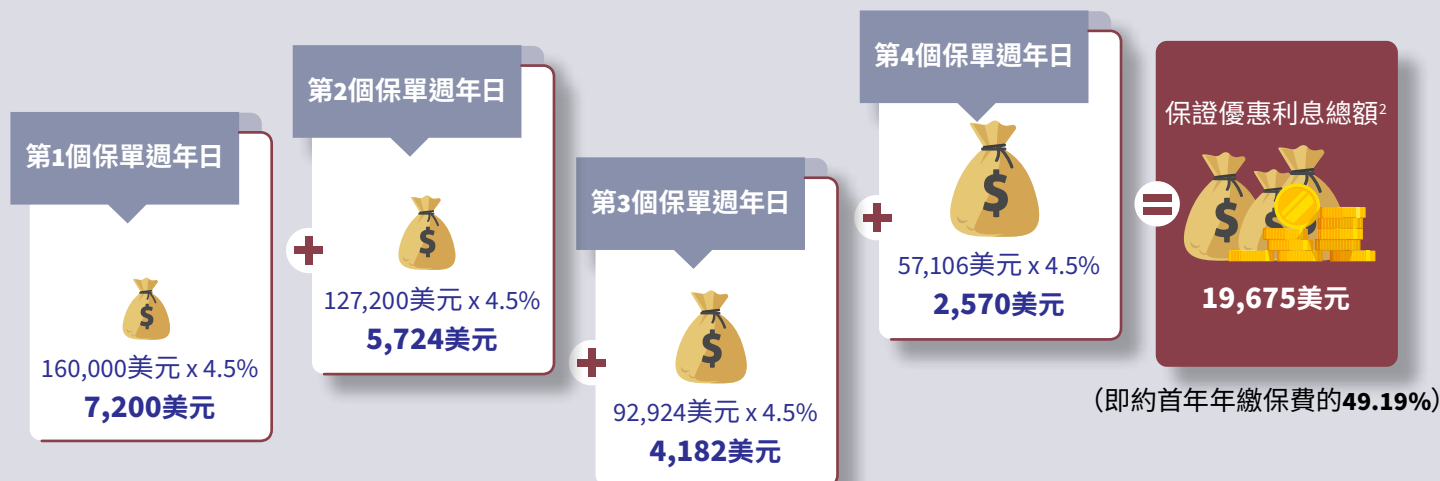 第1個保單週年日
160,000美元 x 4.5%
7,200美元
第2個保單週年日
127,200美元 x 4.5%
5,724美元
第3個保單週年日
92,924美元 x 4.5%
4,182美元
第4個保單週年日
57,106美元 x 4.5%
2,570美元
保證優惠利息總額2
19,675美元
（即約首年年繳保費的49.19%）